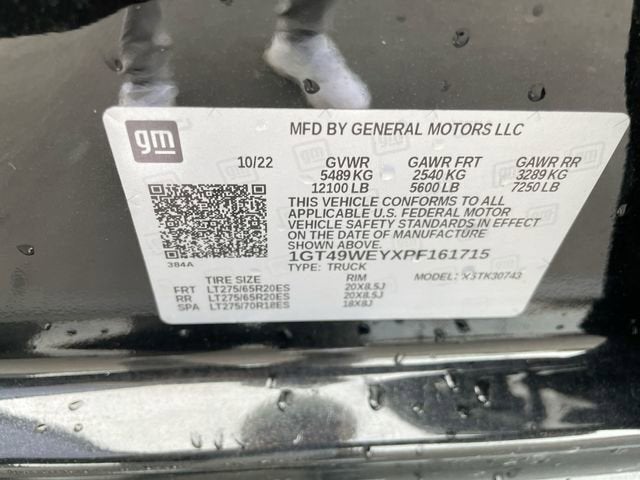 gm
MFD BY GENERAL MOTORS LLC
10/22 GVWR GAWR FRT GAWR RR
5489 KG 2540 KG 3289 KG
12100 LB 5600 LB 7250 LB
THIS VEHICLE CONFORMS TO ALL
APPLICABLE U.S. FEDERAL MOTOR
VEHICLE SAFETY STANDARDS IN EFFECT
ON THE DATE OF MANUFACTURE
SHOWN ABOVE.
1GT49WEYXPF161715
384A
TYPE: TRUCK MODEL: X3TK30743
TIRE SIZE RIM
FRT LT275/65R20ES 20X8.5J
RR LT275/65R20ES 20X8.5J
SPA LT275/70R18ES 18X8J